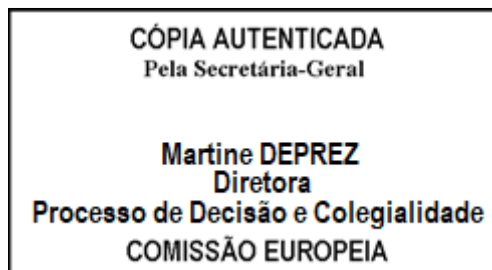 CÓPIA AUTENTICADA
Pela Secretária-Geral
Martine DEPREZ
Diretora
Processo de Decisão e Colegialidade
COMISSÃO EUROPEIA